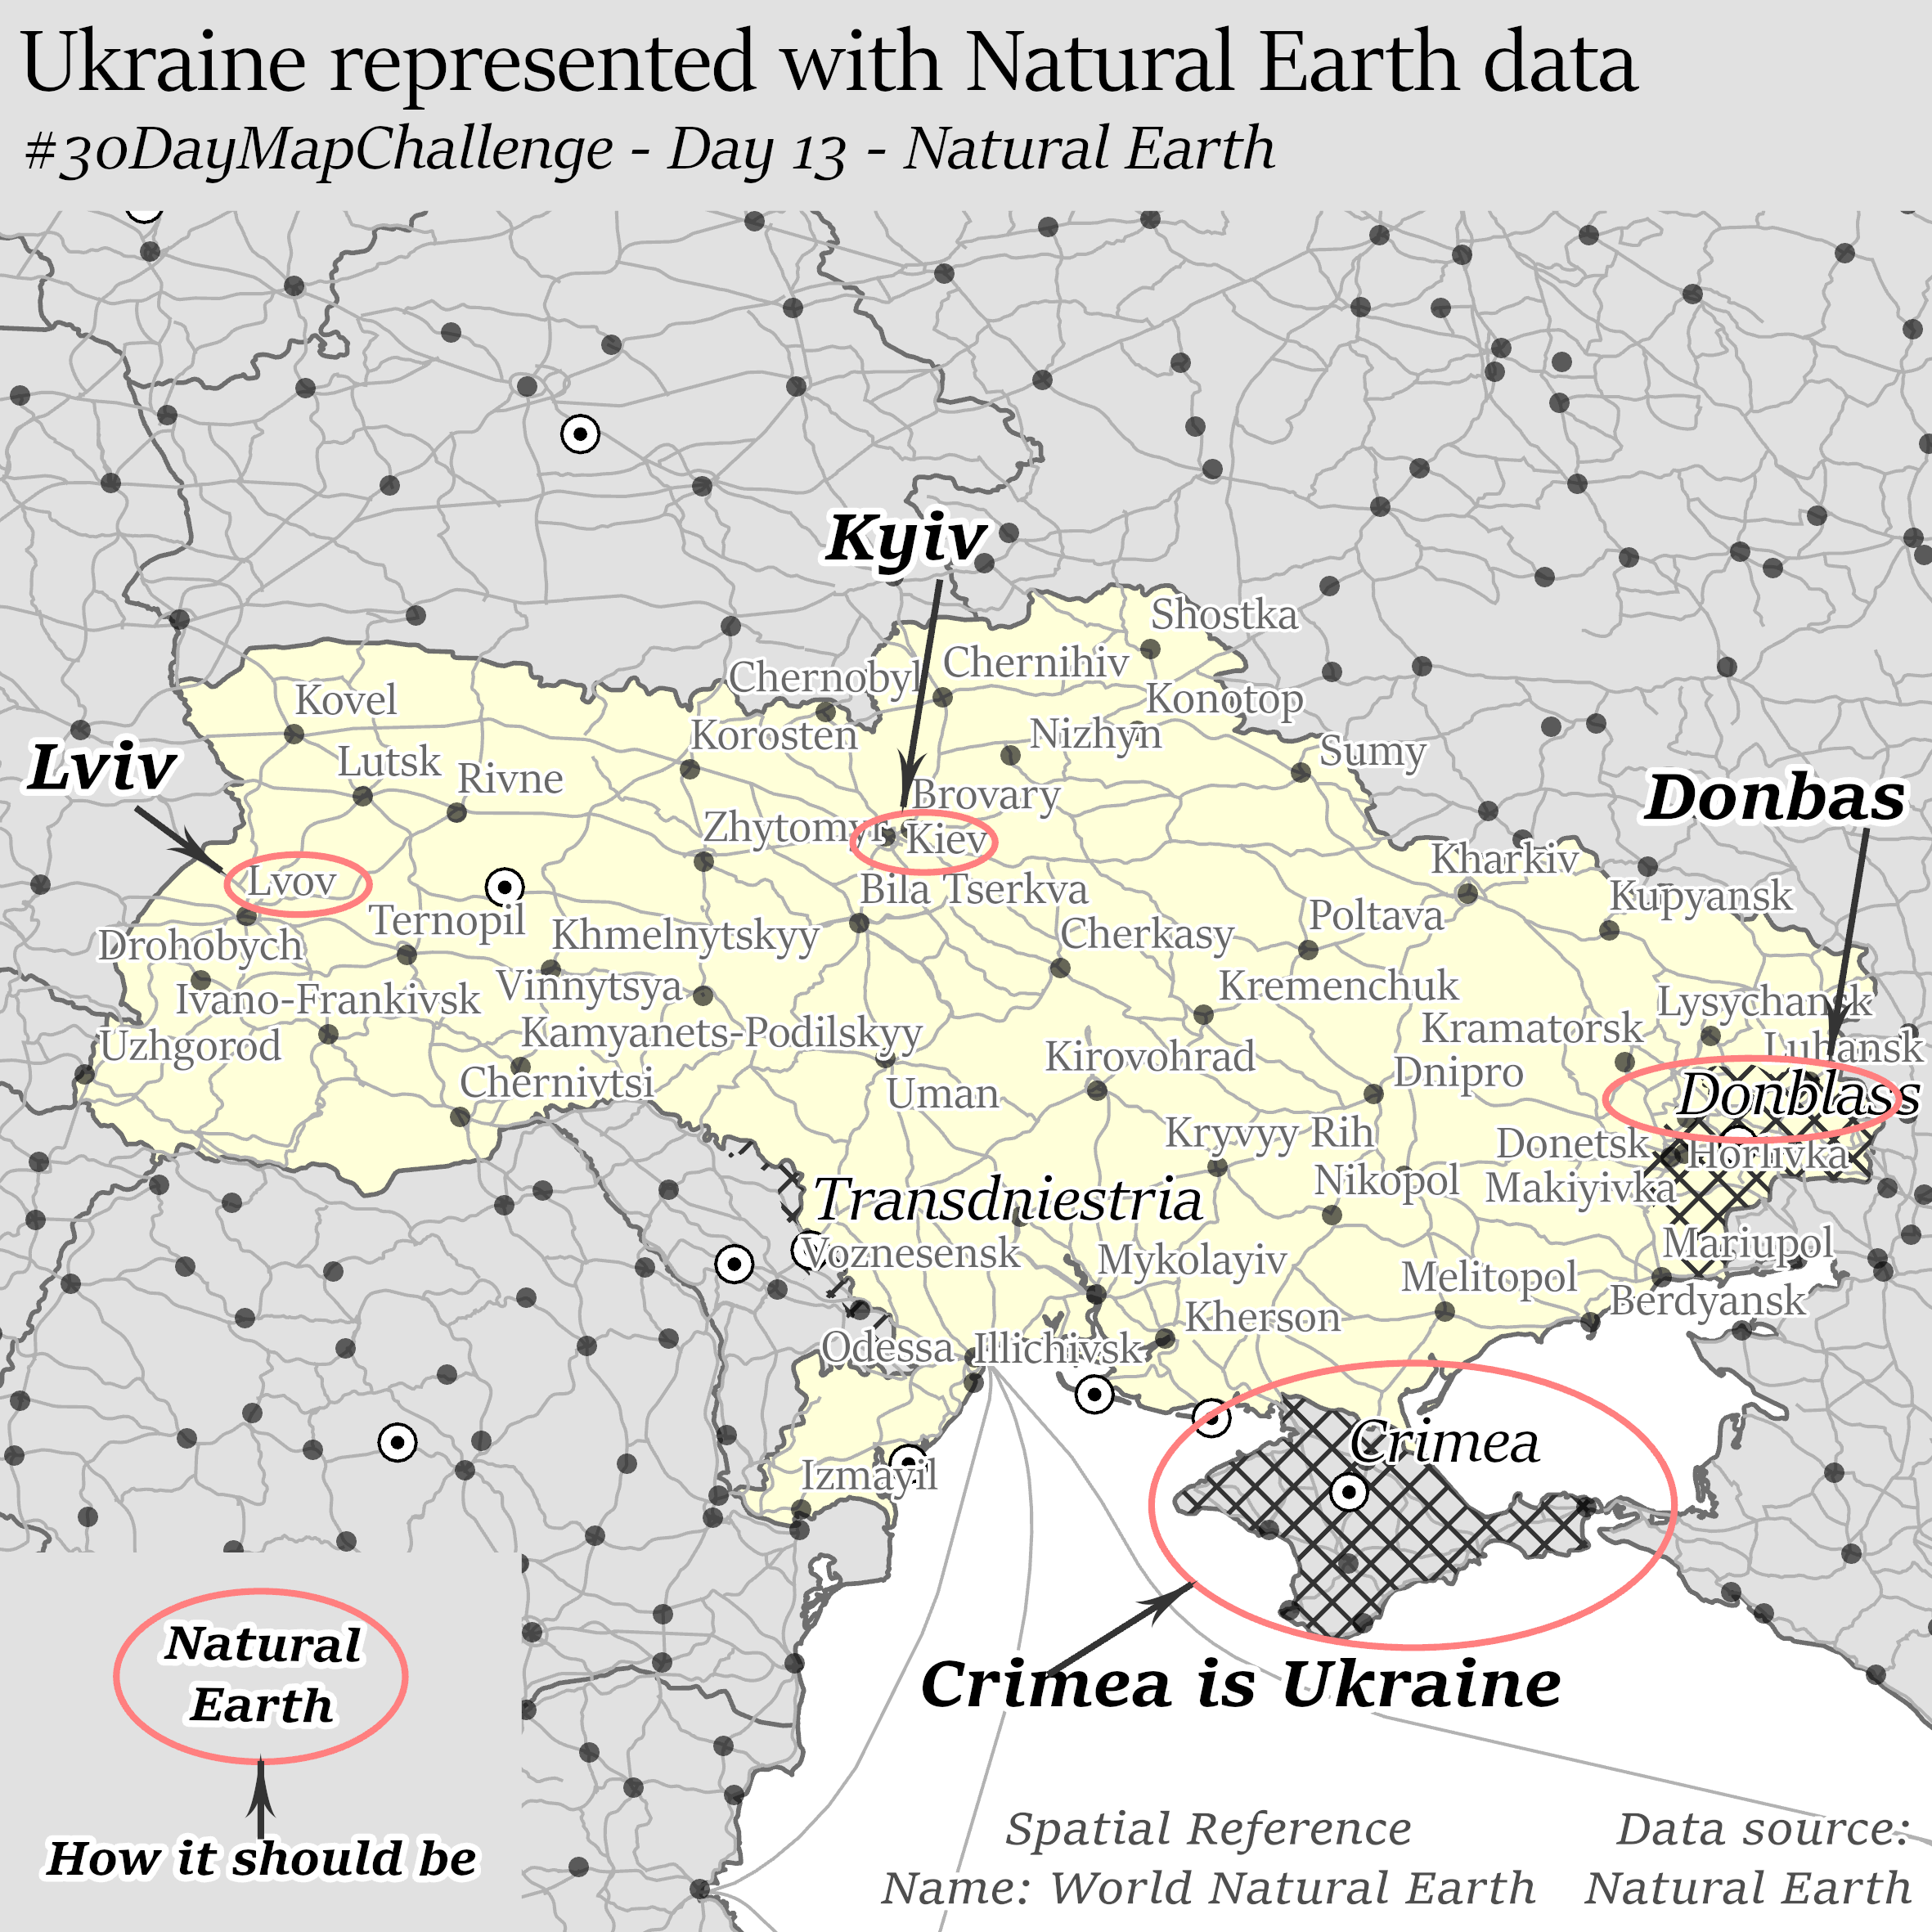 Ukraine represented with Natural Earth data
#30DayMapChallenge - Day 13 - Natural Earth
Kyiv
Shostka
Chernobyl
Chernihiv
Kovel
Konotop
Korosten
Nizhyn
Sumy
Lviv
Lutsk
Rivne
Donbas
Brovary
Zhytomyr
Kiev
Kharkiv
Lvov
Bila Tserkva
Kupyansk
Ternopil
Poltava
Drohobych
Khmelnytskyy
Cherkasy
Vinnytsya
Kremenchuk
Ivano-Frankivsk
Lysychansk
Kamyanets-Podilskyy
Kramatorsk
Uzhgorod
Luhansk
Kirovohrad
Dnipro
Chernivtsi
Uman
Donblass
Kryvyy Rih
Donetsk
Horlivka
Nikopol
Makiyivka
Transdniestria
Voznesensk
Mykolayiv
Mariupol
Melitopol
Berdyansk
Kherson
Odessa
Illichivsk
Crimea
Izmayil
Natural
Earth
Crimea is Ukraine
How it should be
Spatial Reference
Name: World Natural Earth
Data source:
Natural Earth